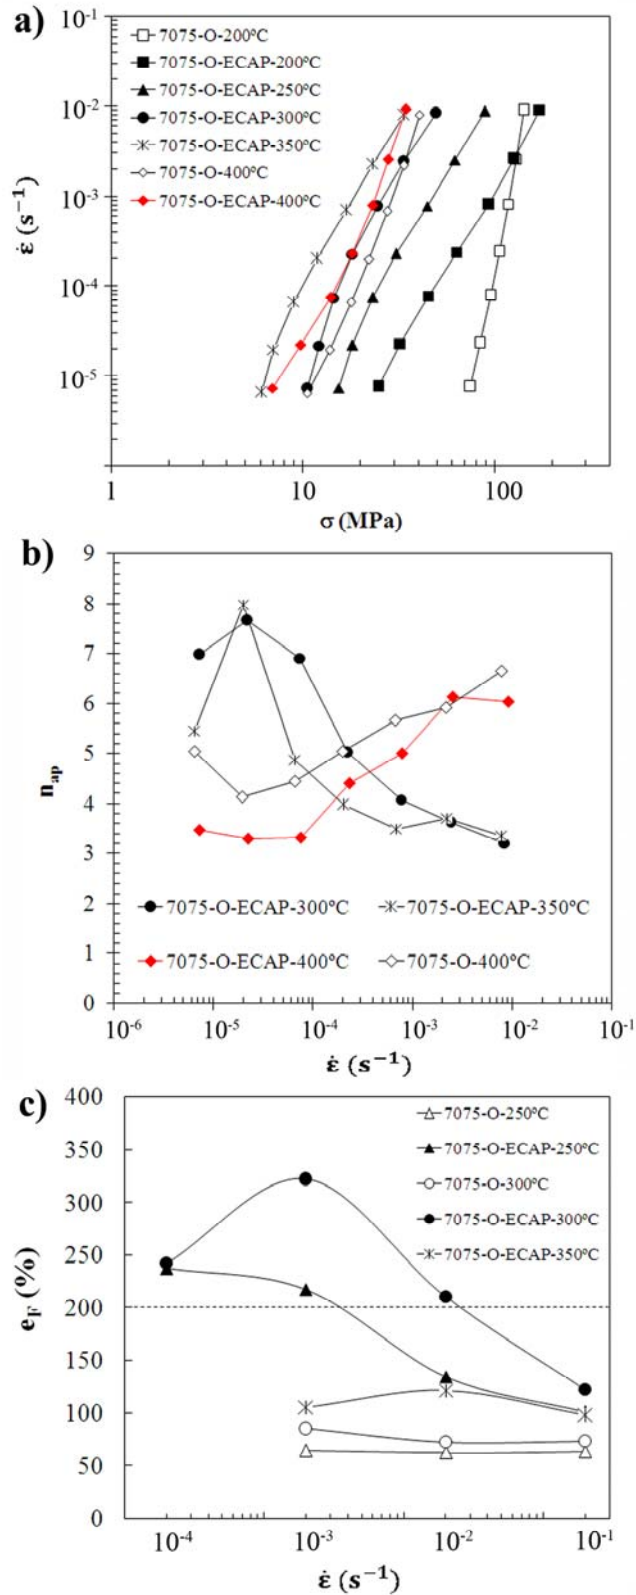 a)
10⁻¹
7075-O-200ºC
7075-O-ECAP-200ºC
7075-O-ECAP-250ºC
7075-O-ECAP-300ºC
7075-O-ECAP-350ºC
7075-O-400ºC
7075-O-ECAP-400ºC
10⁻²
10⁻³
10⁻⁴
10⁻⁵
ε̇ (s⁻¹)
1 10 100
σ (MPa)
b)
9
8
7
6
5
4
3
2
1
0
n_ap
7075-O-ECAP-300ºC 7075-O-ECAP-350ºC
7075-O-ECAP-400ºC 7075-O-400ºC
10⁻⁶ 10⁻⁵ 10⁻⁴ 10⁻³ 10⁻² 10⁻¹
ε̇ (s⁻¹)
c)
400
350
300
250
200
150
100
50
0
e_F (%)
7075-O-250ºC
7075-O-ECAP-250ºC
7075-O-300ºC
7075-O-ECAP-300ºC
7075-O-ECAP-350ºC
10⁻⁴ 10⁻³ 10⁻² 10⁻¹
ε̇ (s⁻¹)